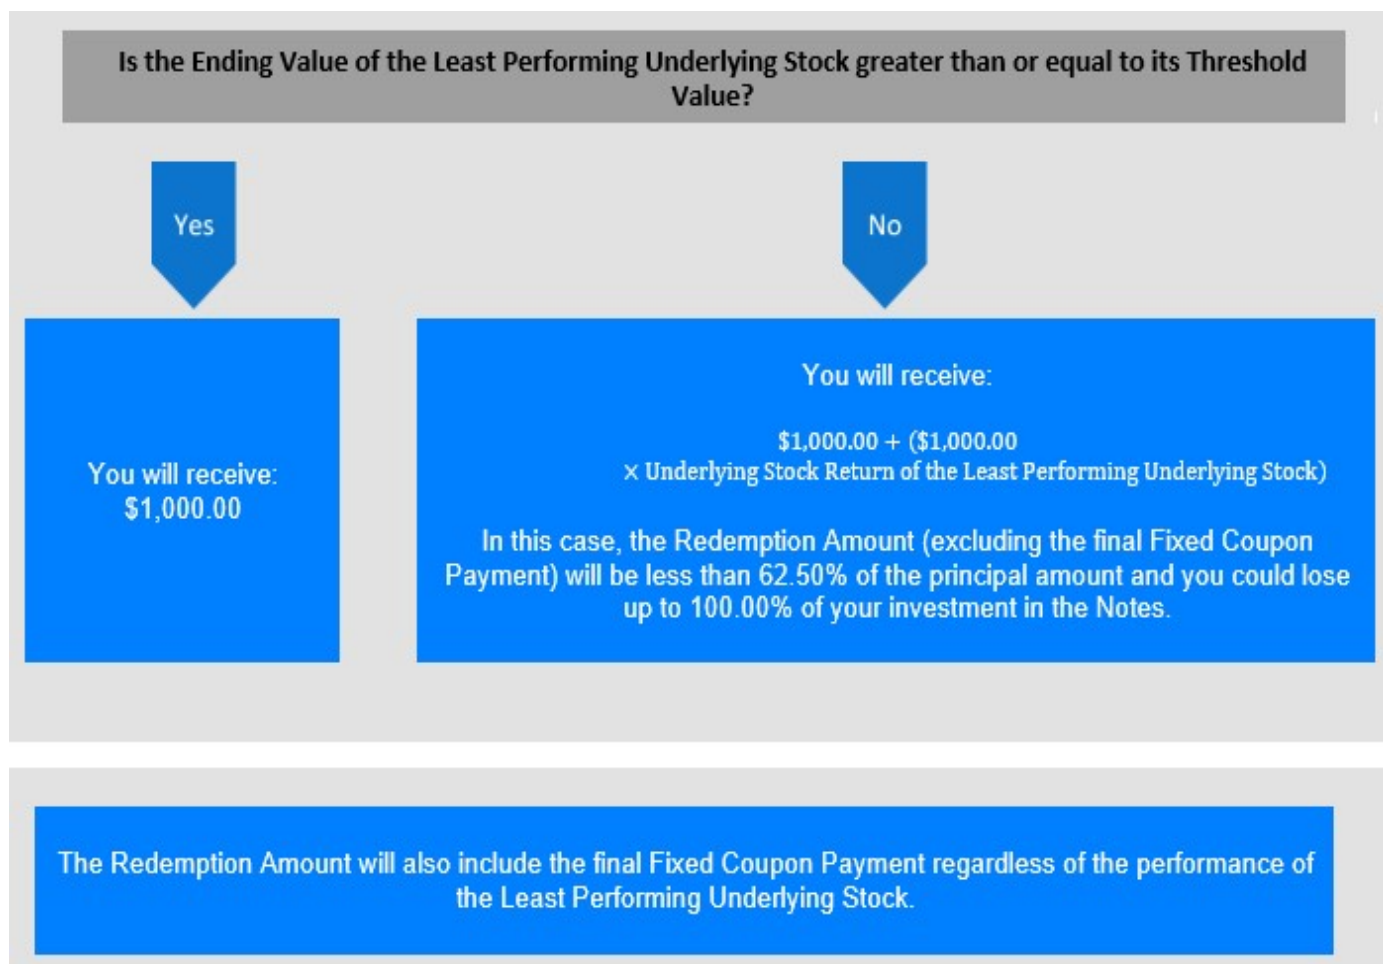 Is the Ending Value of the Least Performing Underlying Stock greater than or equal to its Threshold
Value?
Yes
No
You will receive:
$1,000.00
You will receive:
$1,000.00 + ($1,000.00
× Underlying Stock Return of the Least Performing Underlying Stock)
In this case, the Redemption Amount (excluding the final Fixed Coupon
Payment) will be less than 62.50% of the principal amount and you could lose
up to 100.00% of your investment in the Notes.
The Redemption Amount will also include the final Fixed Coupon Payment regardless of the performance of
the Least Performing Underlying Stock.